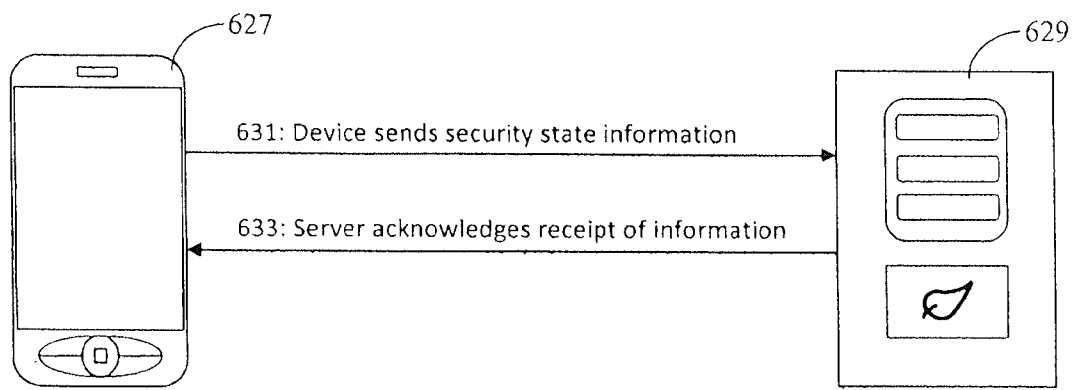 627
629
631: Device sends security state information
633: Server acknowledges receipt of information